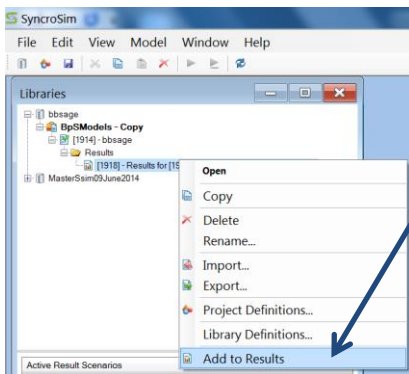 SyncroSim
File Edit View Model Window Help
Libraries
bbsage
BpSModels - Copy
[1914] - bbsage
Results
[1918] - Results for [19
MasterSsim09June2014
Open
Copy
Delete
Rename...
Import...
Export...
Project Definitions...
Library Definitions...
Add to Results
Active Result Scenarios